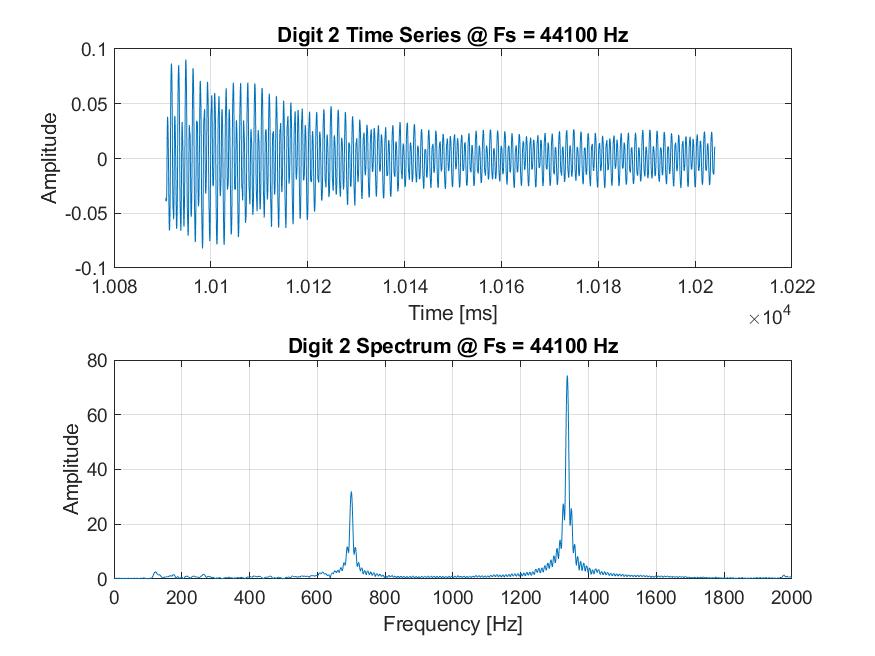 Digit 2 Time Series @ Fs = 44100 Hz
0.1
0.05
0
-0.05
-0.1
Amplitude
1.008 1.01 1.012 1.014 1.016 1.018 1.02 1.022
Time [ms]
×10⁴
Digit 2 Spectrum @ Fs = 44100 Hz
80
60
40
20
0
Amplitude
0 200 400 600 800 1000 1200 1400 1600 1800 2000
Frequency [Hz]